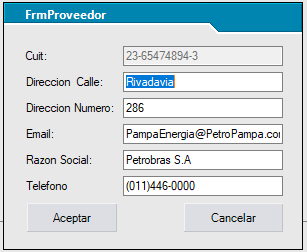 FrmProveedor
Cuit: 23-65474894-3
Direccion Calle: Rivadavia
Direccion Numero: 286
Email: PampaEnergia@PetroPampa.co
Razon Social: Petrobras S.A
Telefono (011)446-0000
Aceptar Cancelar